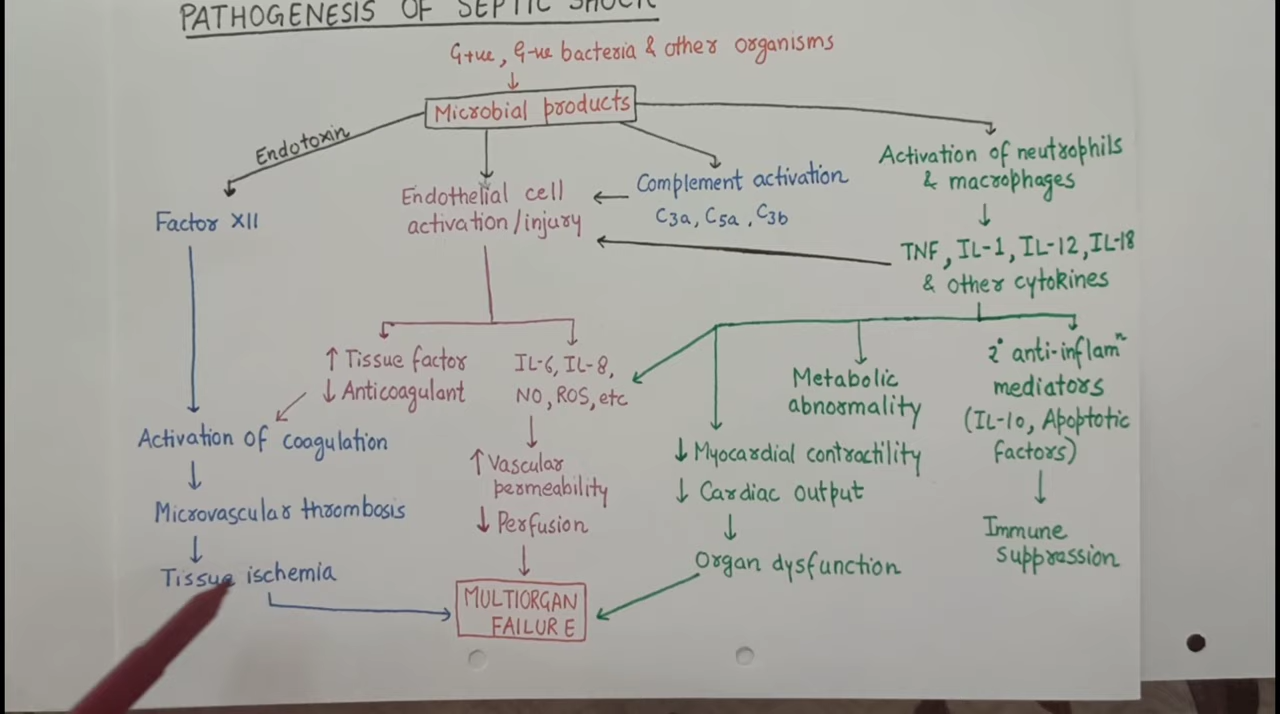 PATHOGENESIS OF SEPTIC SHOCK
G+ve, G-ve bacteria & other organisms
Microbial products
Endotoxin
Factor XII
Activation of coagulation
Microvascular thrombosis
Tissue ischemia
Endothelial cell
activation/injury
↑ Tissue factor
↓ Anticoagulant
IL-6, IL-8,
NO, ROS, etc
↑ Vascular
permeability
↓ Perfusion
MULTIORGAN
FAILURE
Complement activation
C3a, C5a, C3b
Activation of neutrophils
& macrophages
TNF, IL-1, IL-12, IL-18
& other cytokines
↓ Myocardial contractility
↓ Cardiac output
Organ dysfunction
Metabolic
abnormality
2° anti-inflamⁿ
mediators
(IL-10, Apoptotic
factors)
Immune
suppression